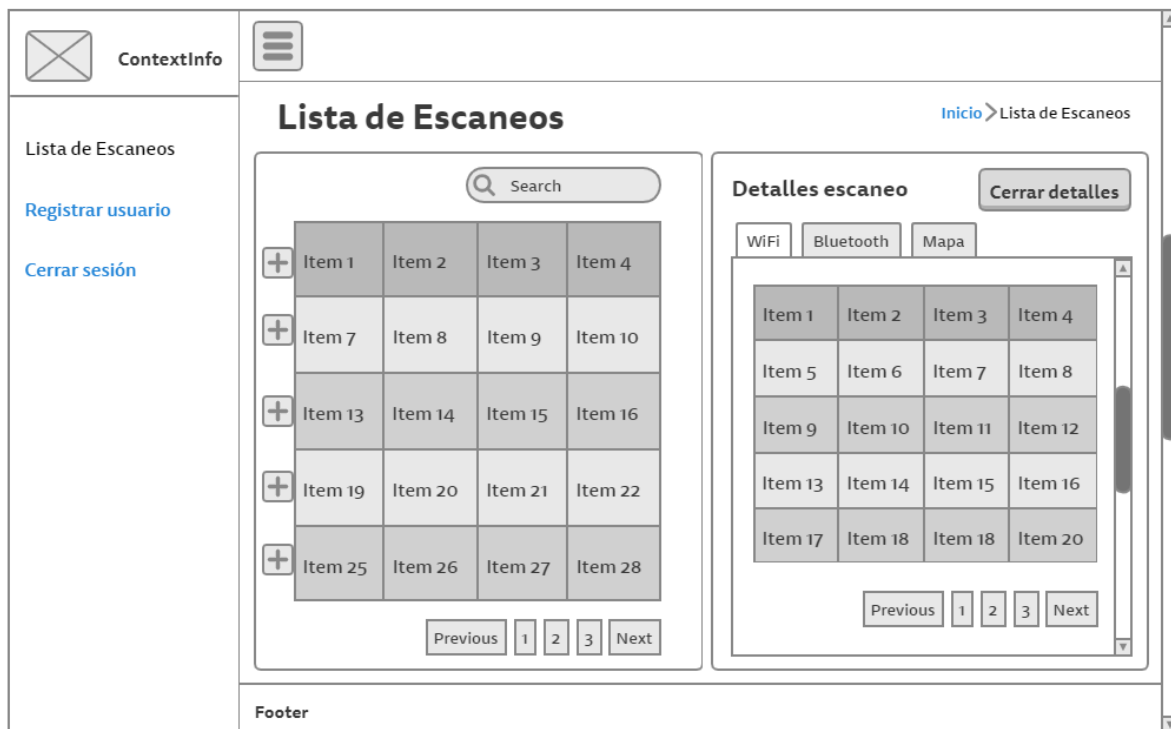 ContextInfo
Lista de Escaneos
Registrar usuario
Cerrar sesión
Lista de Escaneos
Inicio Lista de Escaneos
Search
Item 1 Item 2 Item 3 Item 4
Item 7 Item 8 Item 9 Item 10
Item 13 Item 14 Item 15 Item 16
Item 19 Item 20 Item 21 Item 22
Item 25 Item 26 Item 27 Item 28
Previous 1 2 3 Next
Detalles escaneo Cerrar detalles
WiFi Bluetooth Mapa
Item 1 Item 2 Item 3 Item 4
Item 5 Item 6 Item 7 Item 8
Item 9 Item 10 Item 11 Item 12
Item 13 Item 14 Item 15 Item 16
Item 17 Item 18 Item 18 Item 20
Previous 1 2 3 Next
Footer